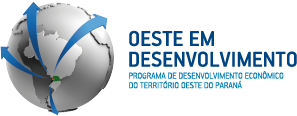 OESTE EM
DESENVOLVIMENTO
PROGRAMA DE DESENVOLVIMENTO ECONÔMICO
DO TERRITÓRIO OESTE DO PARANÁ